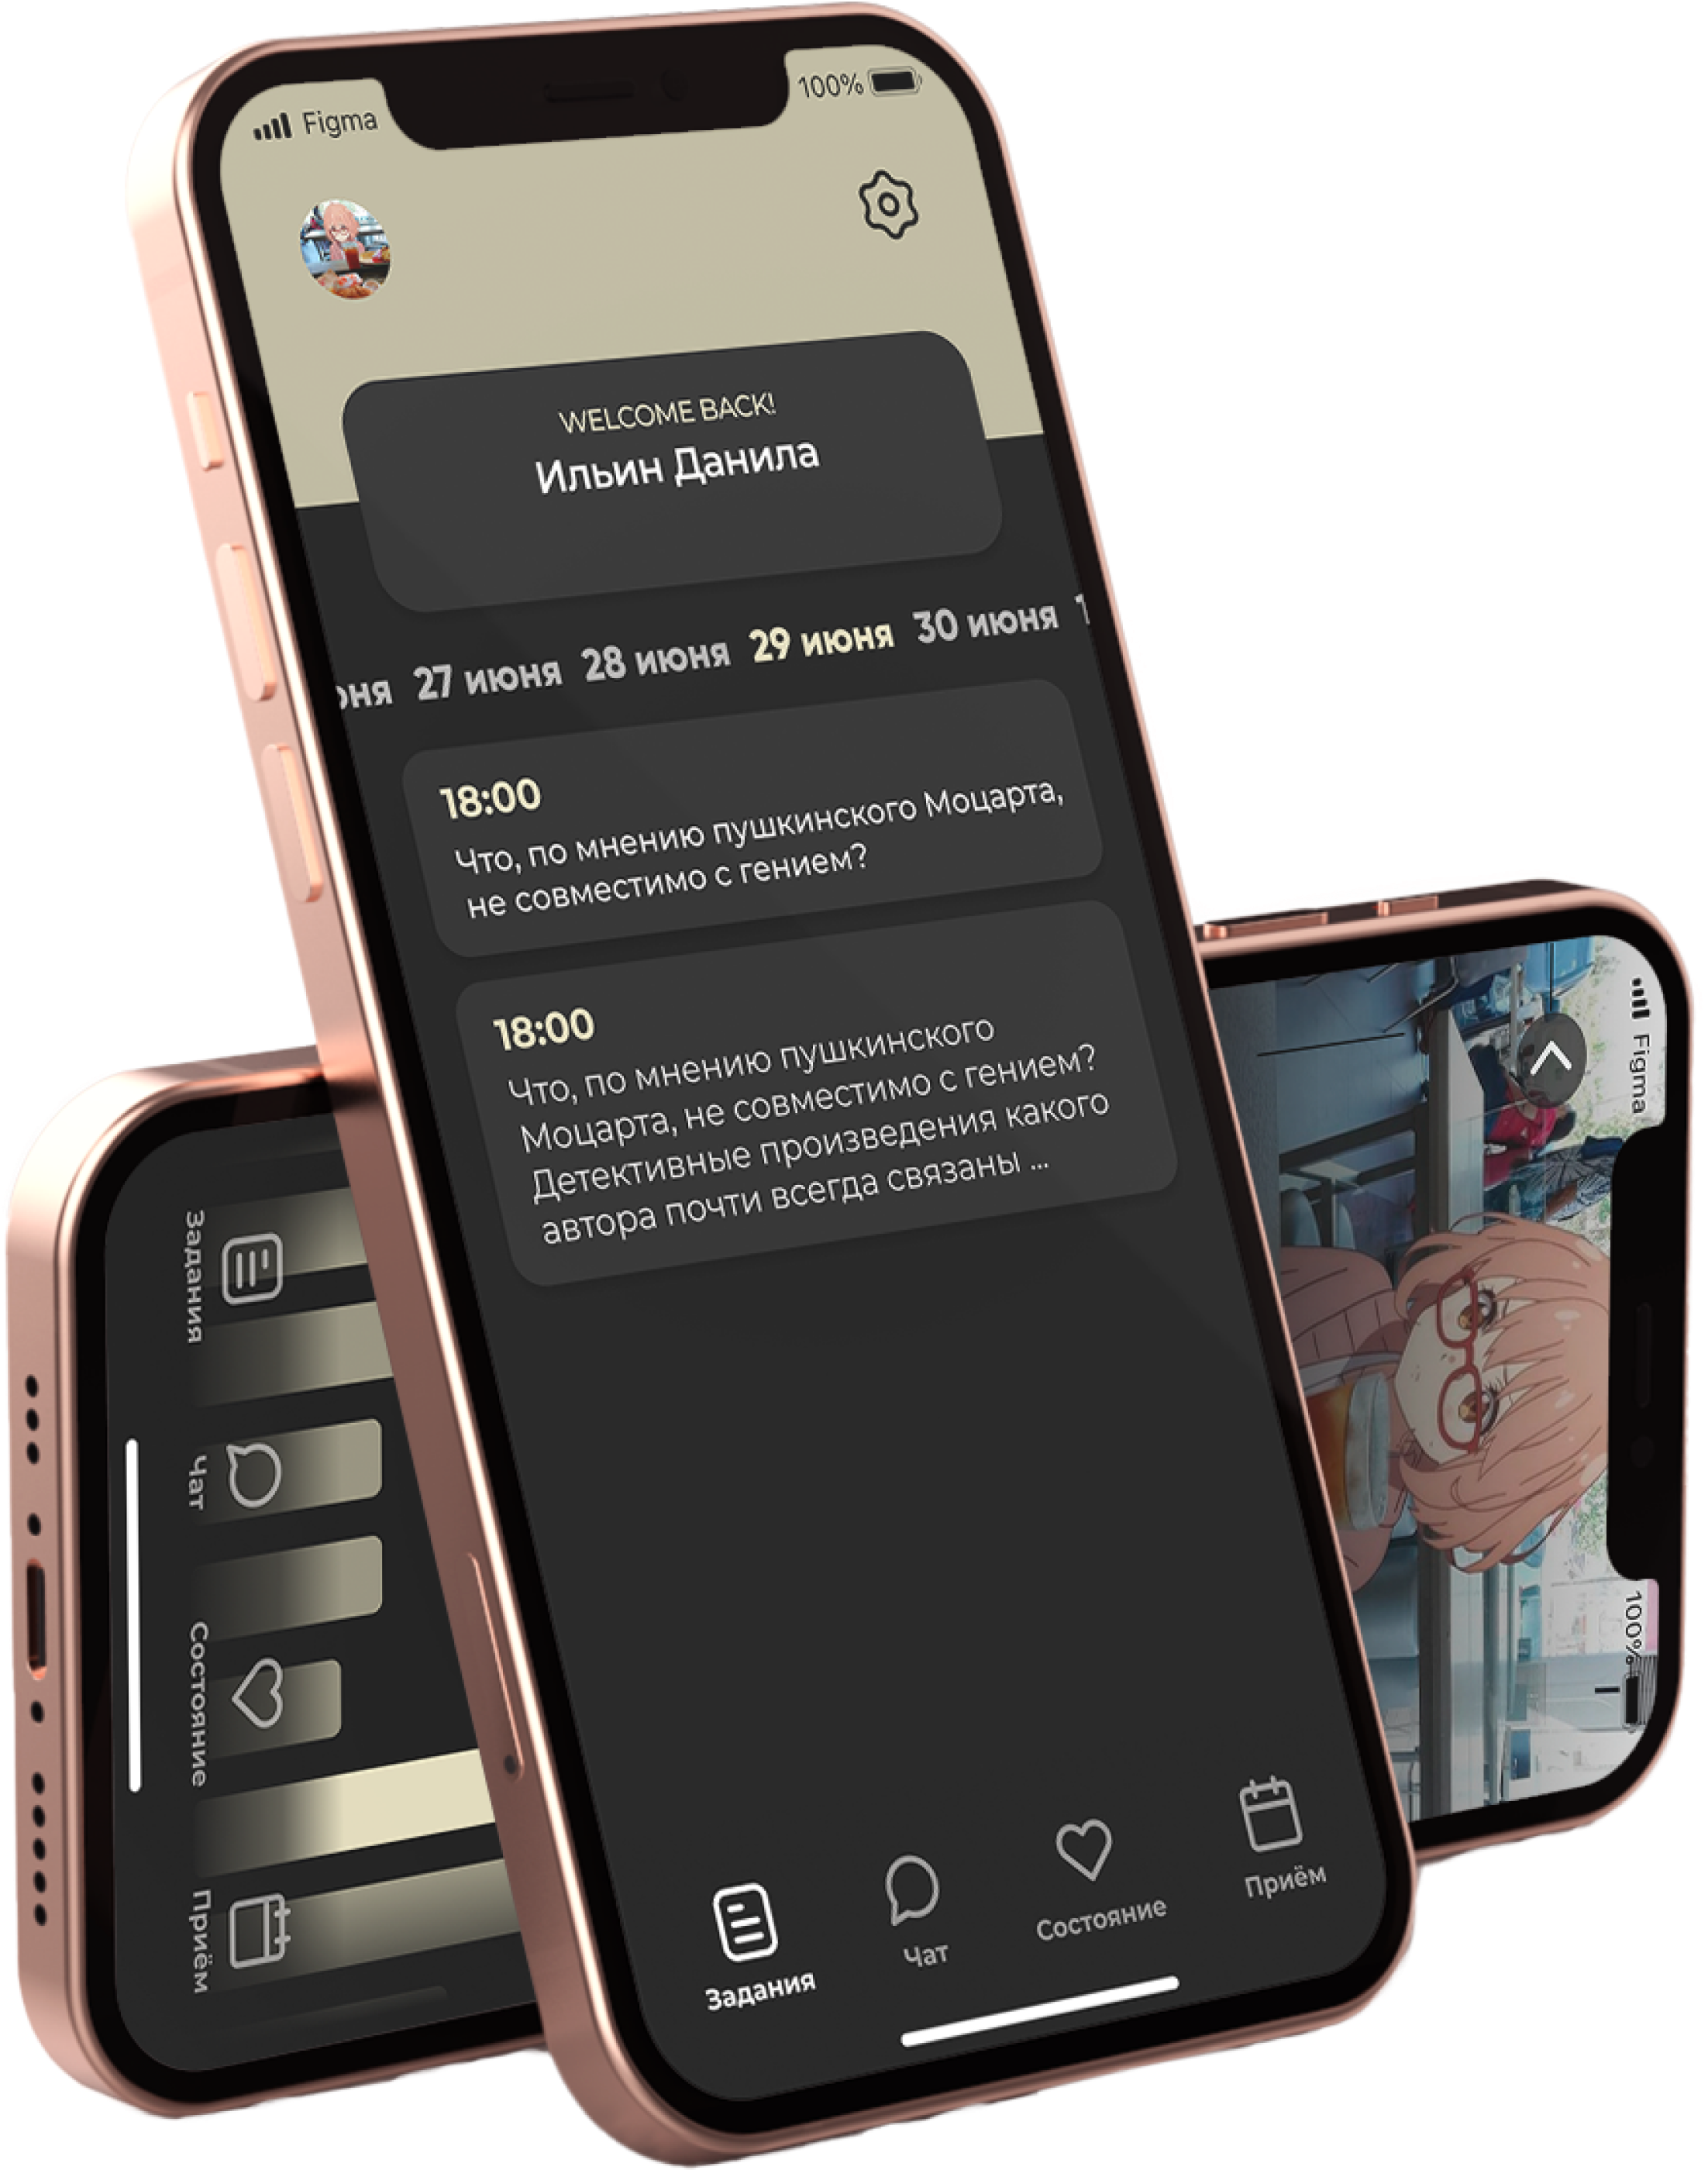 Figma
100%
WELCOME BACK!
Ильин Данила
27 июня 28 июня 29 июня 30 июня
18:00
Что, по мнению пушкинского Моцарта,
не совместимо с гением?
18:00
Что, по мнению пушкинского
Моцарта, не совместимо с гением?
Детективные произведения какого
автора почти всегда связаны ...
Задания
Чат
Состояние
Приём
Figma
100%
Задания
Чат
Состояние
Приём